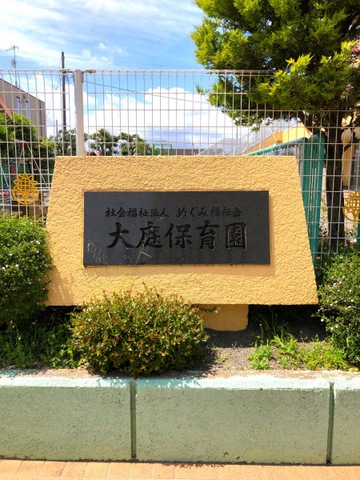 社会福祉法人 めぐみ福祉会
大庭保育園